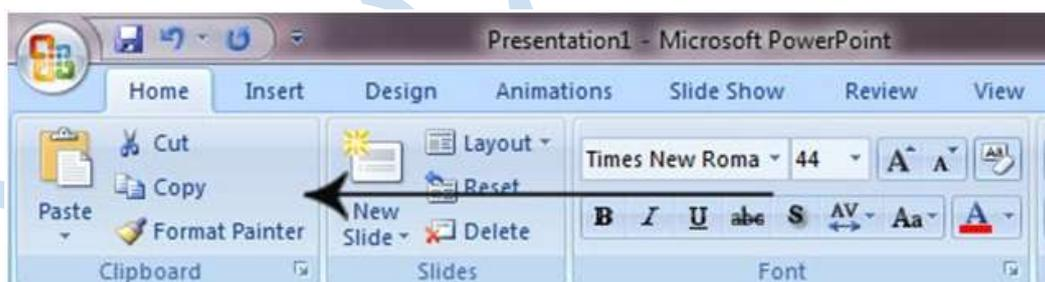 Presentation1 - Microsoft PowerPoint
Home Insert Design Animations Slide Show Review View
Paste
Cut
Copy
Format Painter
Clipboard
New
Slide
Layout
Reset
Delete
Slides
Times New Roma 44 A A Aa
B I U abe S AV Aa A
Font